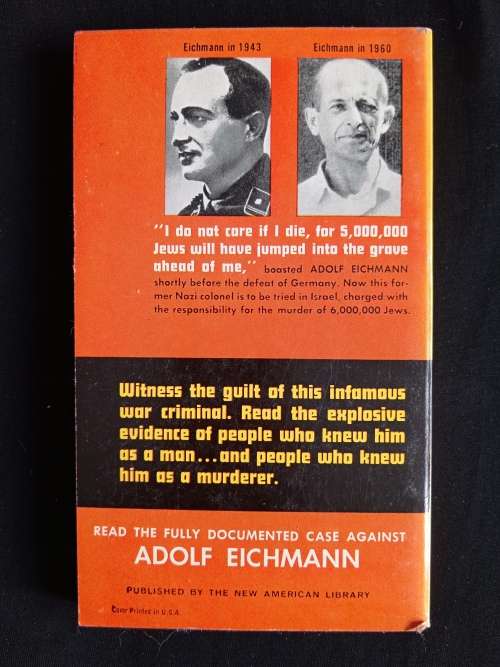 Eichmann in 1943
Eichmann in 1960
"I do not care if I die, for 5,000,000
Jews will have jumped into the grave
ahead of me," boasted ADOLF EICHMANN
shortly before the defeat of Germany. Now this for-
mer Nazi colonel is to be tried in Israel, charged with
the responsibility for the murder of 6,000,000 Jews.
Witness the guilt of this infamous
war criminal. Read the explosive
evidence of people who knew him
as a man...and people who knew
him as a murderer.
READ THE FULLY DOCUMENTED CASE AGAINST
ADOLF EICHMANN
PUBLISHED BY THE NEW AMERICAN LIBRARY
Cover Printed in U.S.A.